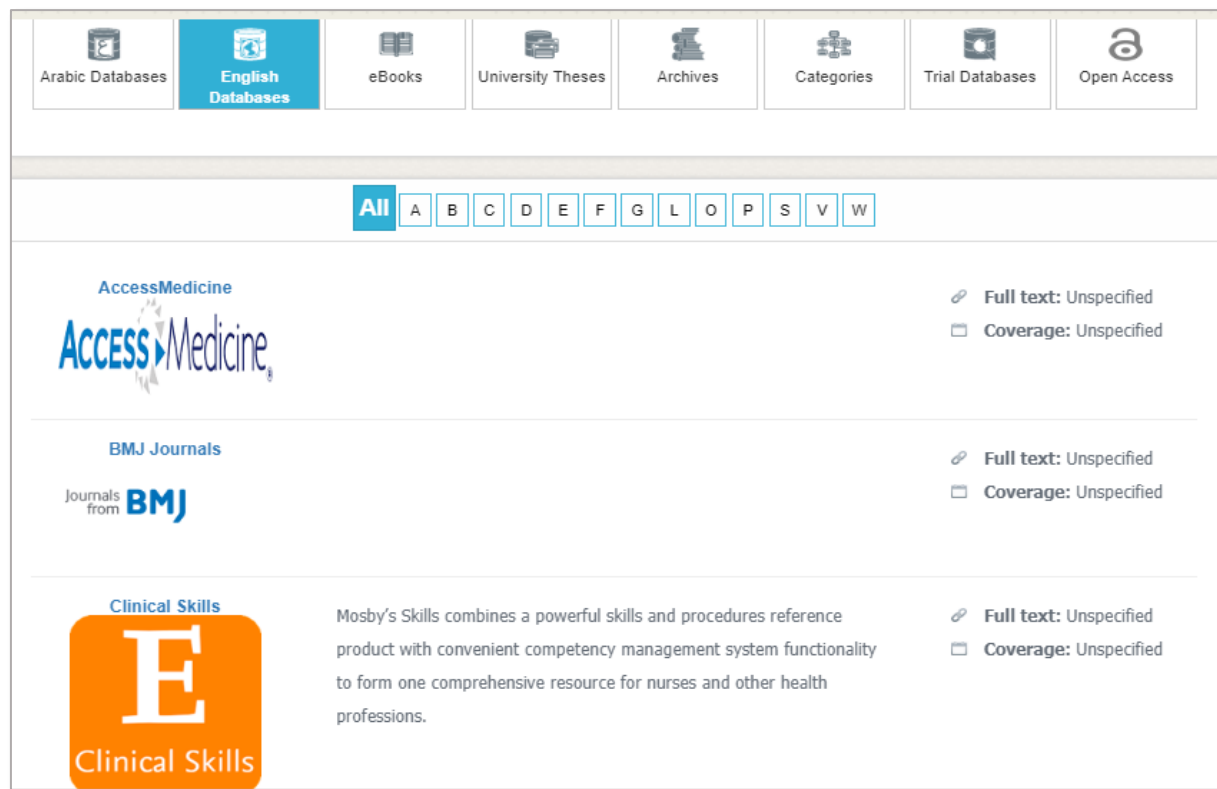 Arabic Databases
English Databases
eBooks
University Theses
Archives
Categories
Trial Databases
Open Access
All A B C D E F G L O P S V W
AccessMedicine
ACCESS Medicine®
Full text: Unspecified
Coverage: Unspecified
BMJ Journals
Journals from BMJ
Full text: Unspecified
Coverage: Unspecified
Clinical Skills
E
Clinical Skills
Mosby's Skills combines a powerful skills and procedures reference
product with convenient competency management system functionality
to form one comprehensive resource for nurses and other health
professions.
Full text: Unspecified
Coverage: Unspecified